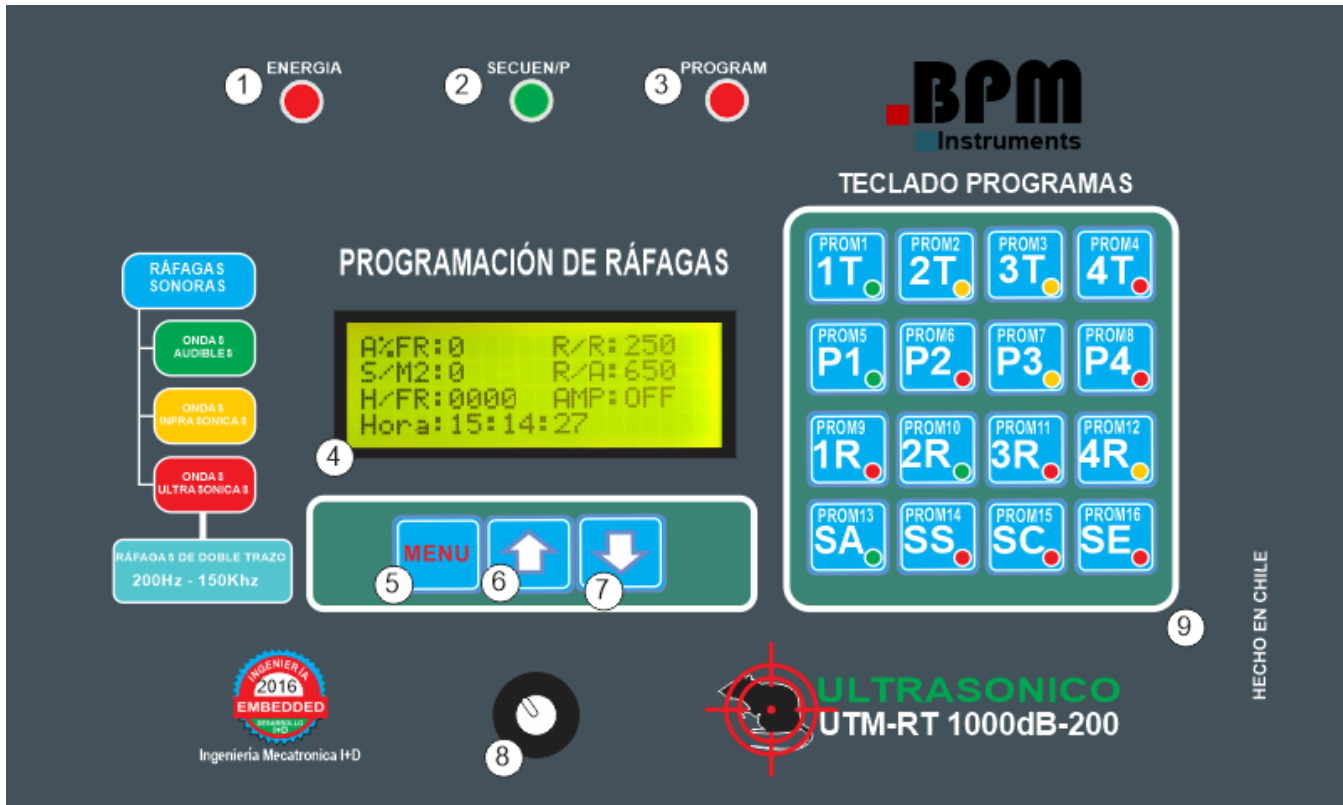 1 ENERGIA
2 SECUEN/P
3 PROGRAM
BPM
Instruments
TECLADO PROGRAMAS
PROM1 PROM2 PROM3 PROM4
1T 2T 3T 4T
PROM5 PROM6 PROM7 PROM8
P1 P2 P3 P4
PROM9 PROM10 PROM11 PROM12
1R 2R 3R 4R
PROM13 PROM14 PROM15 PROM16
SA SS SC SE
9
PROGRAMACIÓN DE RÁFAGAS
A%FR:0 R/R:250
S/M2:0 R/A:650
H/FR:0000 AMP:OFF
Hora:15:14:27
4
MENU
5
6
7
RÁFAGAS
SONORAS
ONDAS
AUDIBLES
ONDAS
INFRASONICAS
ONDAS
ULTRASONICAS
RÁFAGAS DE DOBLE TRAZO
200Hz - 150Khz
INGENIERÍA
2016
EMBEDDED
DESARROLLO
I+D
Ingeniería Mecatronica I+D
8
ULTRASONICO
UTM-RT 1000dB-200
HECHO EN CHILE